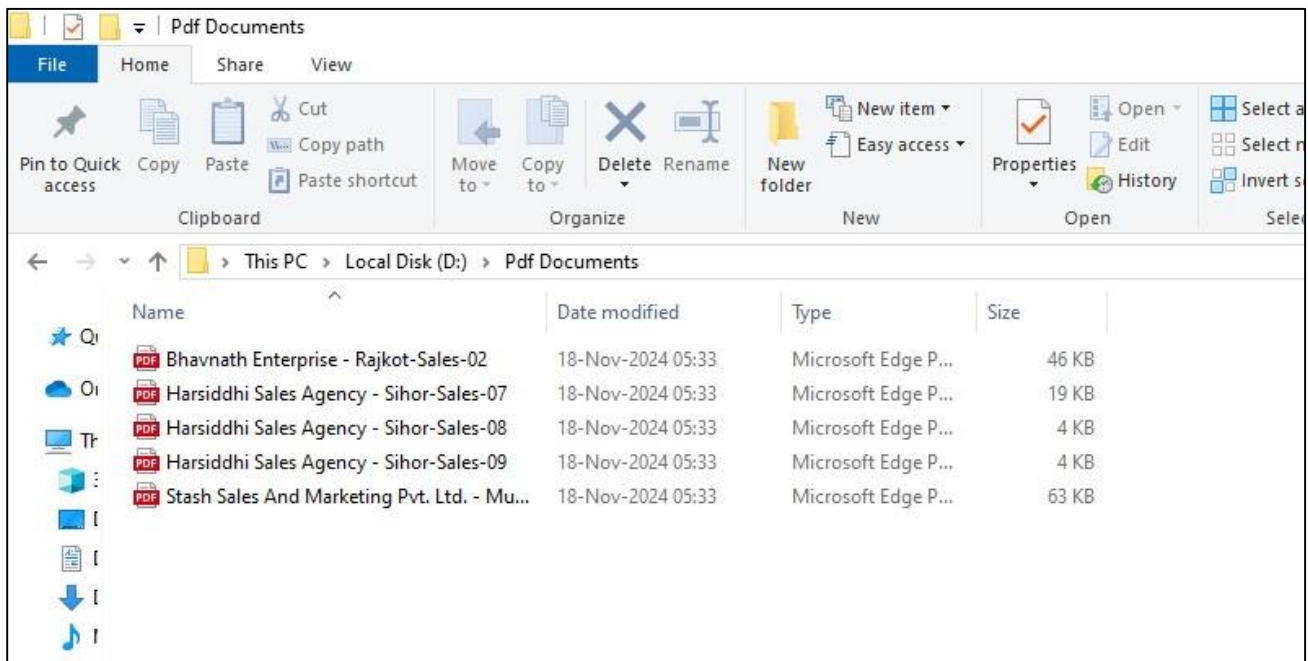 Pdf Documents
File Home Share View
Pin to Quick access
Copy
Paste
Cut
Copy path
Paste shortcut
Clipboard
Move to
Copy to
Delete
Rename
Organize
New folder
New item
Easy access
New
Properties
Open
Edit
History
Open
Select
Select
Invert
This PC > Local Disk (D:) > Pdf Documents
Name Date modified Type Size
PDF Bhavnath Enterprise - Rajkot-Sales-02 18-Nov-2024 05:33 Microsoft Edge P... 46 KB
PDF Harsiddhi Sales Agency - Sihor-Sales-07 18-Nov-2024 05:33 Microsoft Edge P... 19 KB
PDF Harsiddhi Sales Agency - Sihor-Sales-08 18-Nov-2024 05:33 Microsoft Edge P... 4 KB
PDF Harsiddhi Sales Agency - Sihor-Sales-09 18-Nov-2024 05:33 Microsoft Edge P... 4 KB
PDF Stash Sales And Marketing Pvt. Ltd. - Mu... 18-Nov-2024 05:33 Microsoft Edge P... 63 KB